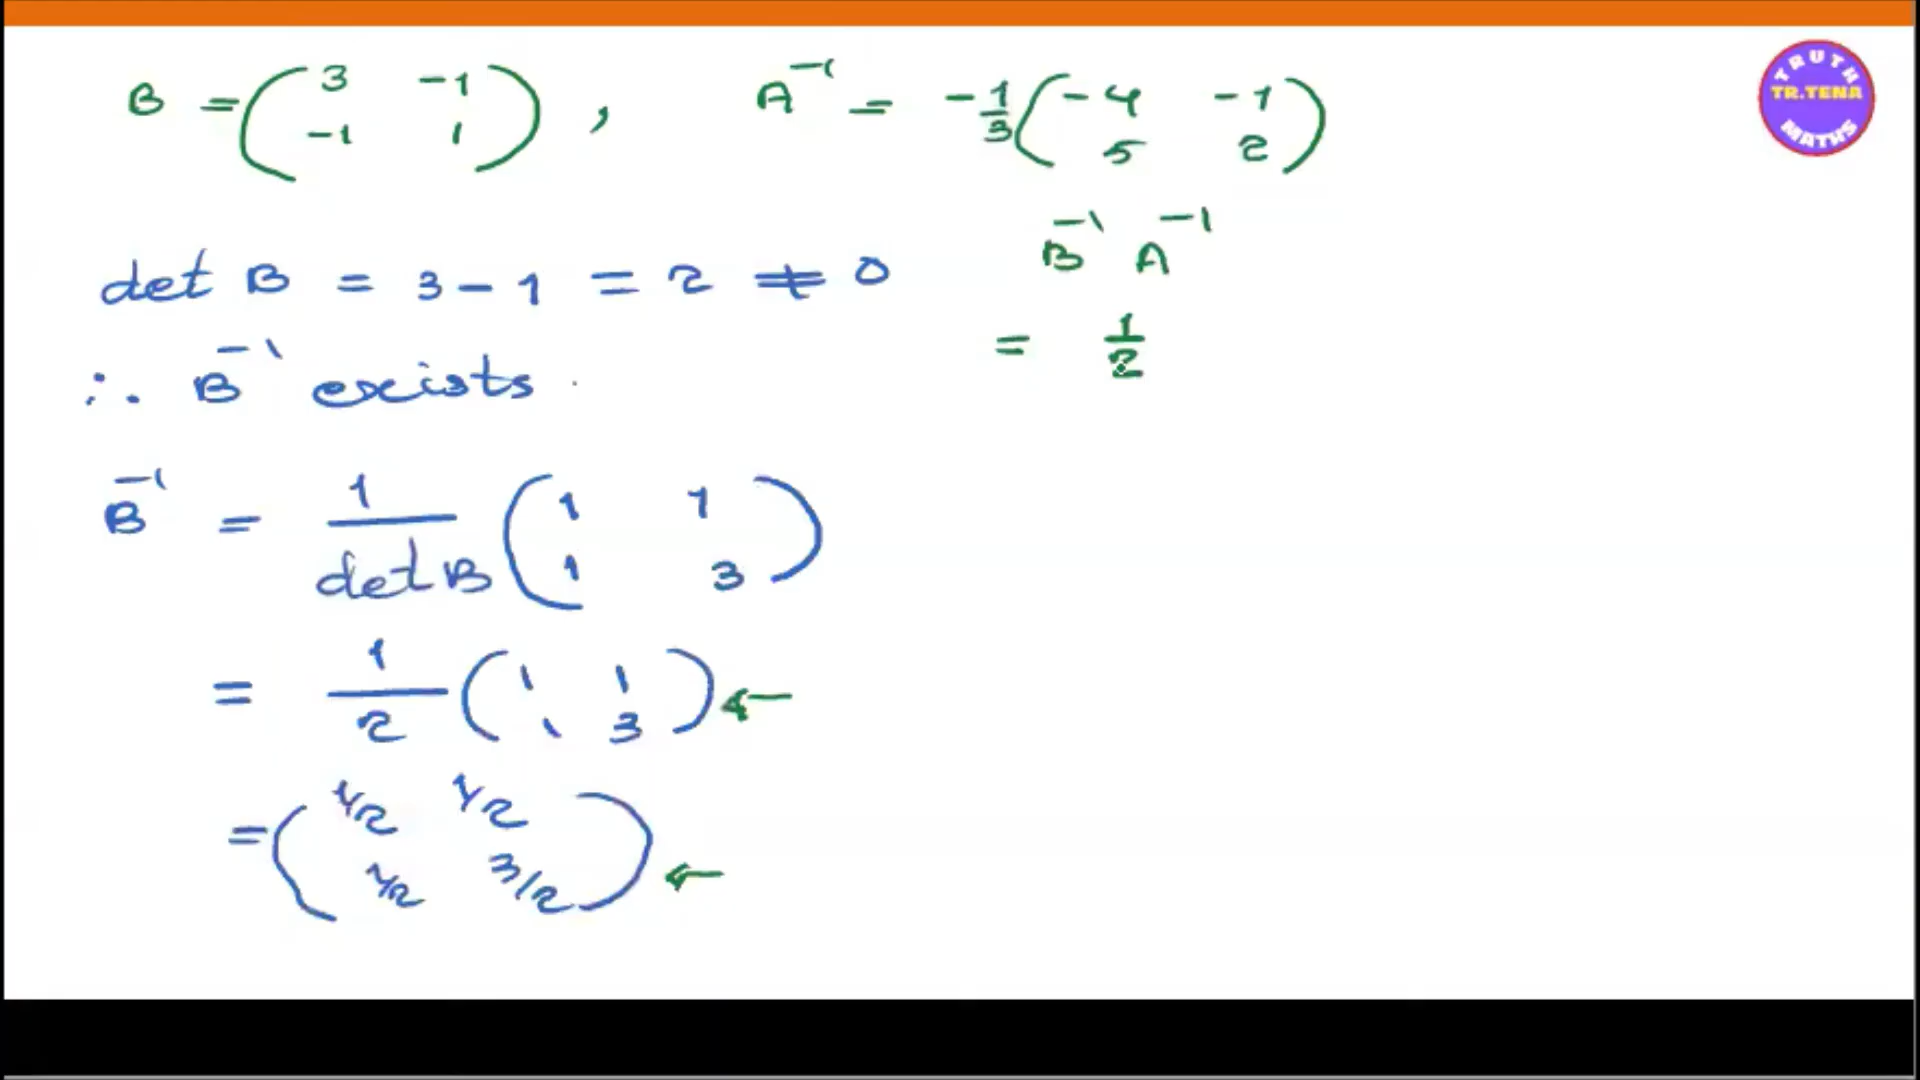 B = ( 3 -1 ) , A⁻¹ = -1/3 ( -4 -1 )
( -1 1 ) ( 5 2 )
TRUTH
TR.TENA
MATHS
det B = 3 - 1 = 2 ≠ 0
∴ B⁻¹ exists .
B⁻¹ = 1/det B ( 1 1 )
( 1 3 )
= 1/2 ( 1 1 )
( 1 3 )
= ( 1/2 1/2 )
( 1/2 3/2 )
B⁻¹ A⁻¹
= 1/2